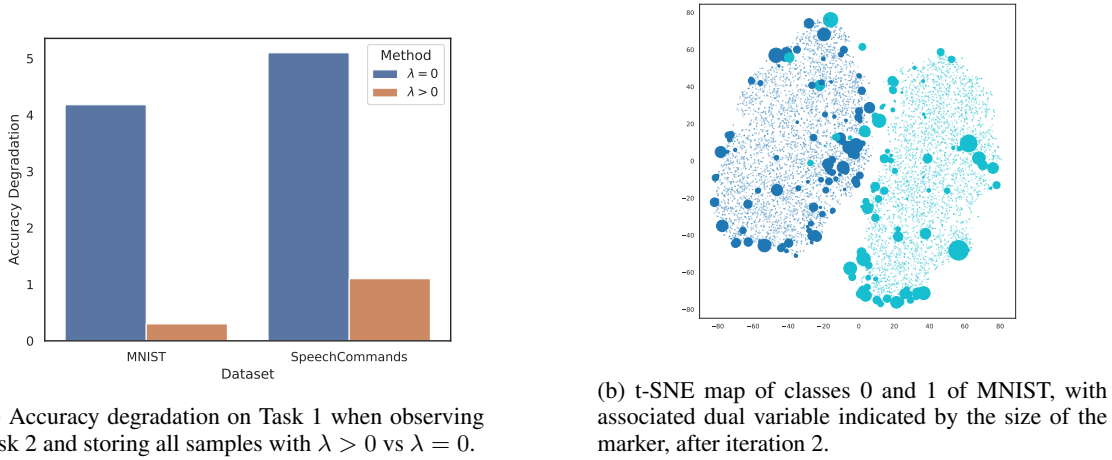 5
4
3
2
1
0
Accuracy Degradation
Method
λ = 0
λ > 0
MNIST
SpeechCommands
Dataset
Accuracy degradation on Task 1 when observing
2 and storing all samples with λ > 0 vs λ = 0.
80
60
40
20
0
−20
−40
−60
−80
−80 −60 −40 −20 0 20 40 60 80
(b) t-SNE map of classes 0 and 1 of MNIST, with
associated dual variable indicated by the size of the
marker, after iteration 2.